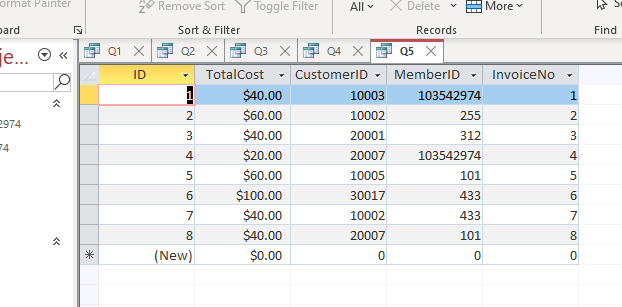 ormat Painter
Remove Sort
Toggle Filter
All
Delete
More
Find
oard
Sort & Filter
Records
Se
je...
«
Q1
Q2
Q3
Q4
Q5
ID TotalCost CustomerID MemberID InvoiceNo
1 $40.00 10003 103542974 1
2 $60.00 10002 255 2
3 $40.00 20001 312 3
4 $20.00 20007 103542974 4
5 $60.00 10005 101 5
6 $100.00 30017 433 6
7 $40.00 10002 433 7
8 $40.00 20007 101 8
* (New) $0.00 0 0 0
2974
74